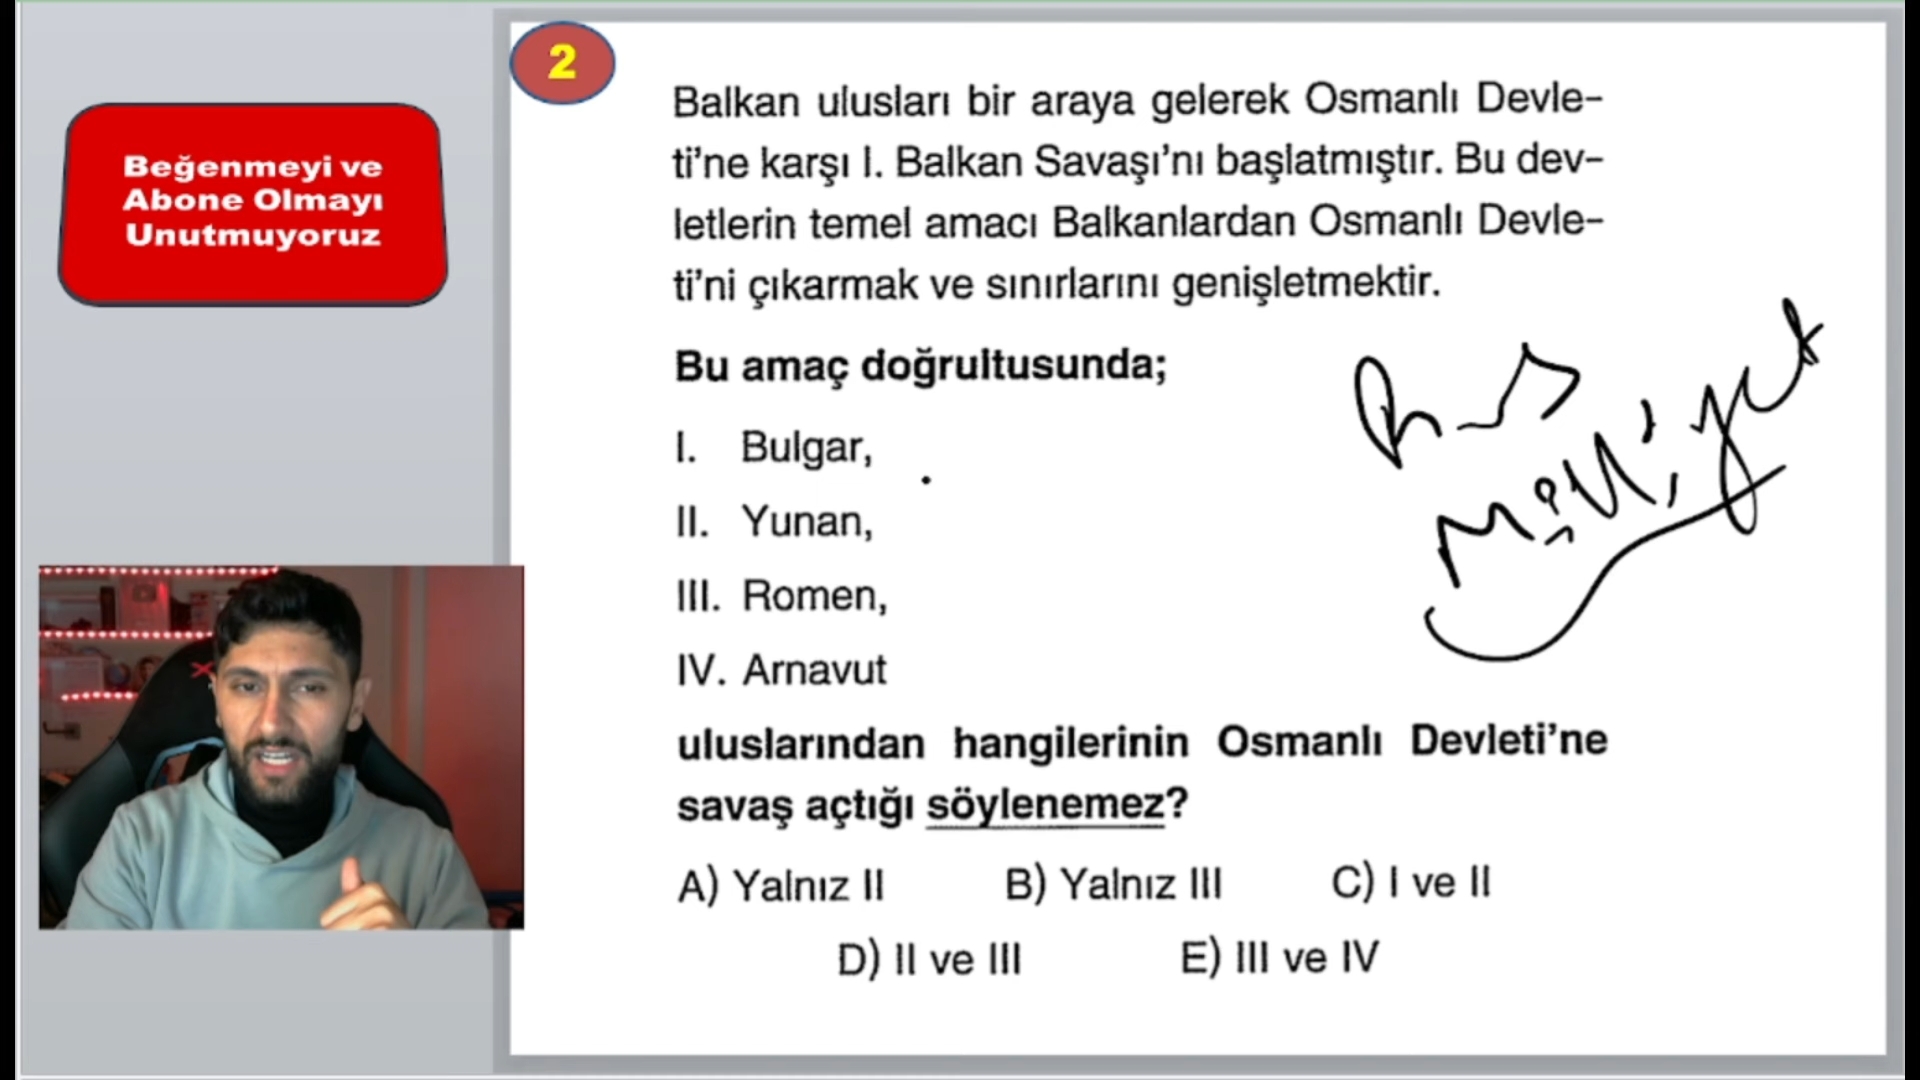 Beğenmeyi ve
Abone Olmayı
Unutmuyoruz
2
Balkan ulusları bir araya gelerek Osmanlı Devle-
ti'ne karşı I. Balkan Savaşı'nı başlatmıştır. Bu dev-
letlerin temel amacı Balkanlardan Osmanlı Devle-
ti'ni çıkarmak ve sınırlarını genişletmektir.
Bu amaç doğrultusunda;
I. Bulgar,
II. Yunan,
III. Romen,
IV. Arnavut
uluslarından hangilerinin Osmanlı Devleti'ne
savaş açtığı söylenemez?
A) Yalnız II B) Yalnız III C) I ve II
D) II ve III E) III ve IV